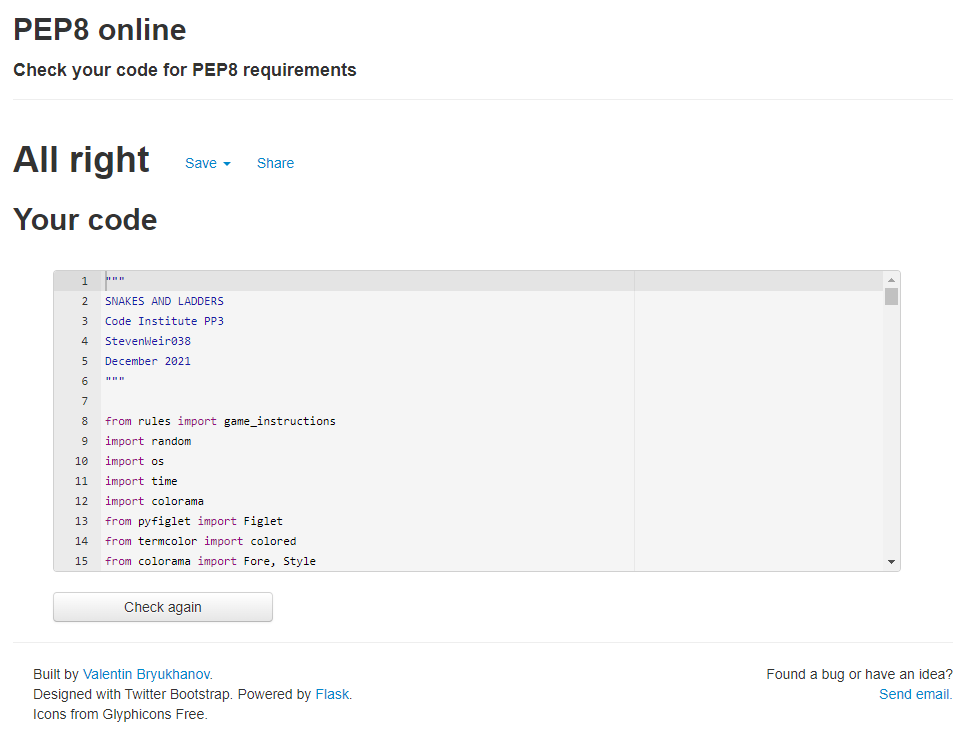 PEP8 online
Check your code for PEP8 requirements
All right Save Share
Your code
1 """
2 SNAKES AND LADDERS
3 Code Institute PP3
4 StevenWeir038
5 December 2021
6 """
7
8 from rules import game_instructions
9 import random
10 import os
11 import time
12 import colorama
13 from pyfiglet import Figlet
14 from termcolor import colored
15 from colorama import Fore, Style
Check again
Built by Valentin Bryukhanov.
Designed with Twitter Bootstrap. Powered by Flask.
Icons from Glyphicons Free.
Found a bug or have an idea?
Send email.